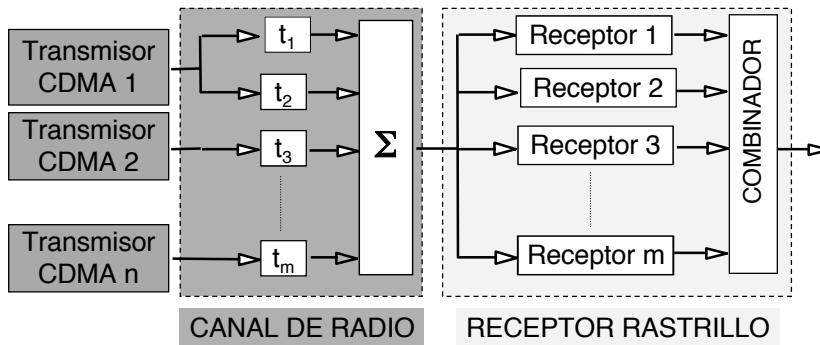 Transmisor
CDMA 1
Transmisor
CDMA 2
Transmisor
CDMA n
t1
t2
t3
tm
Σ
CANAL DE RADIO
Receptor 1
Receptor 2
Receptor 3
Receptor m
COMBINADOR
RECEPTOR RASTRILLO